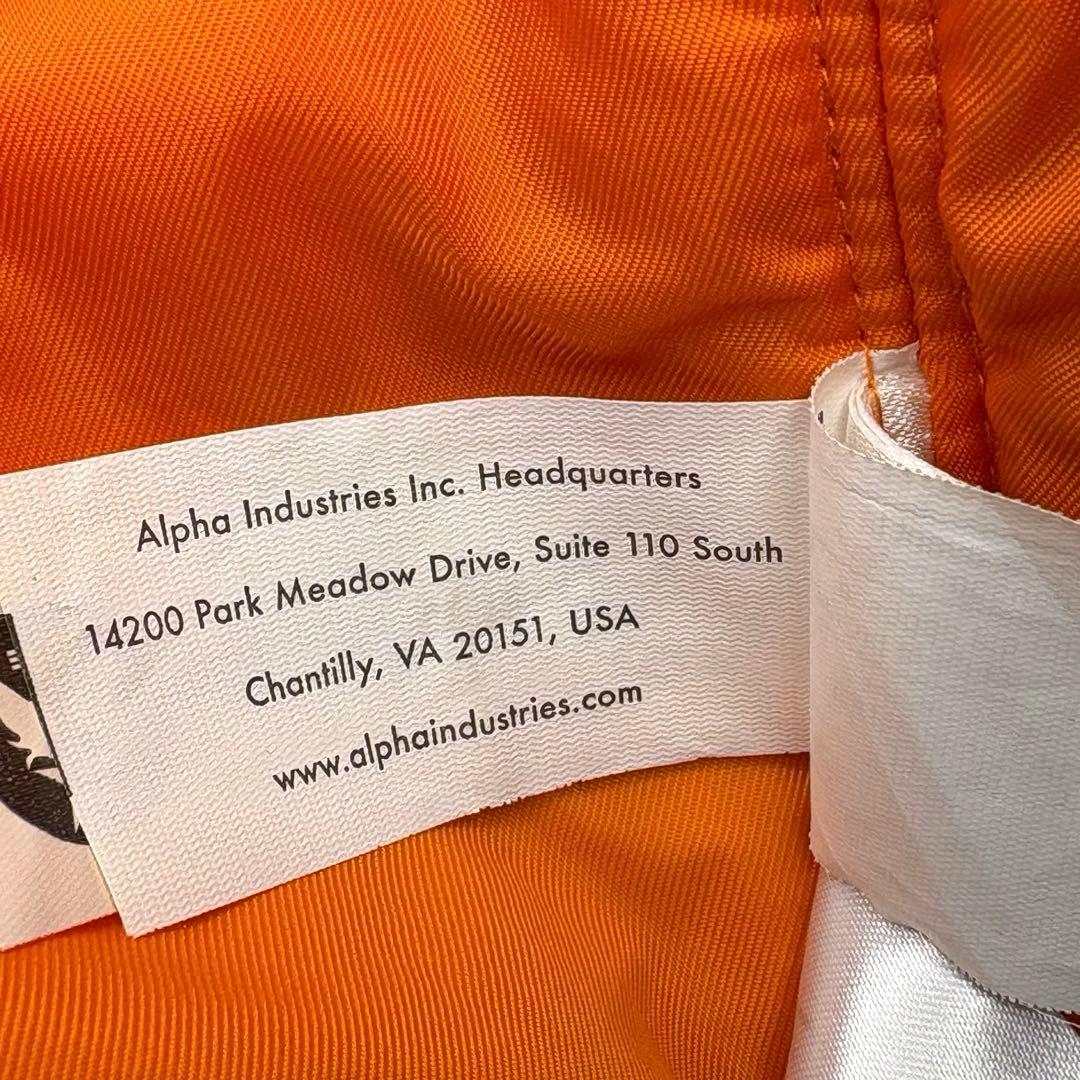 Alpha Industries Inc. Headquarters
14200 Park Meadow Drive, Suite 110 South
Chantilly, VA 20151, USA
www.alphaindustries.com